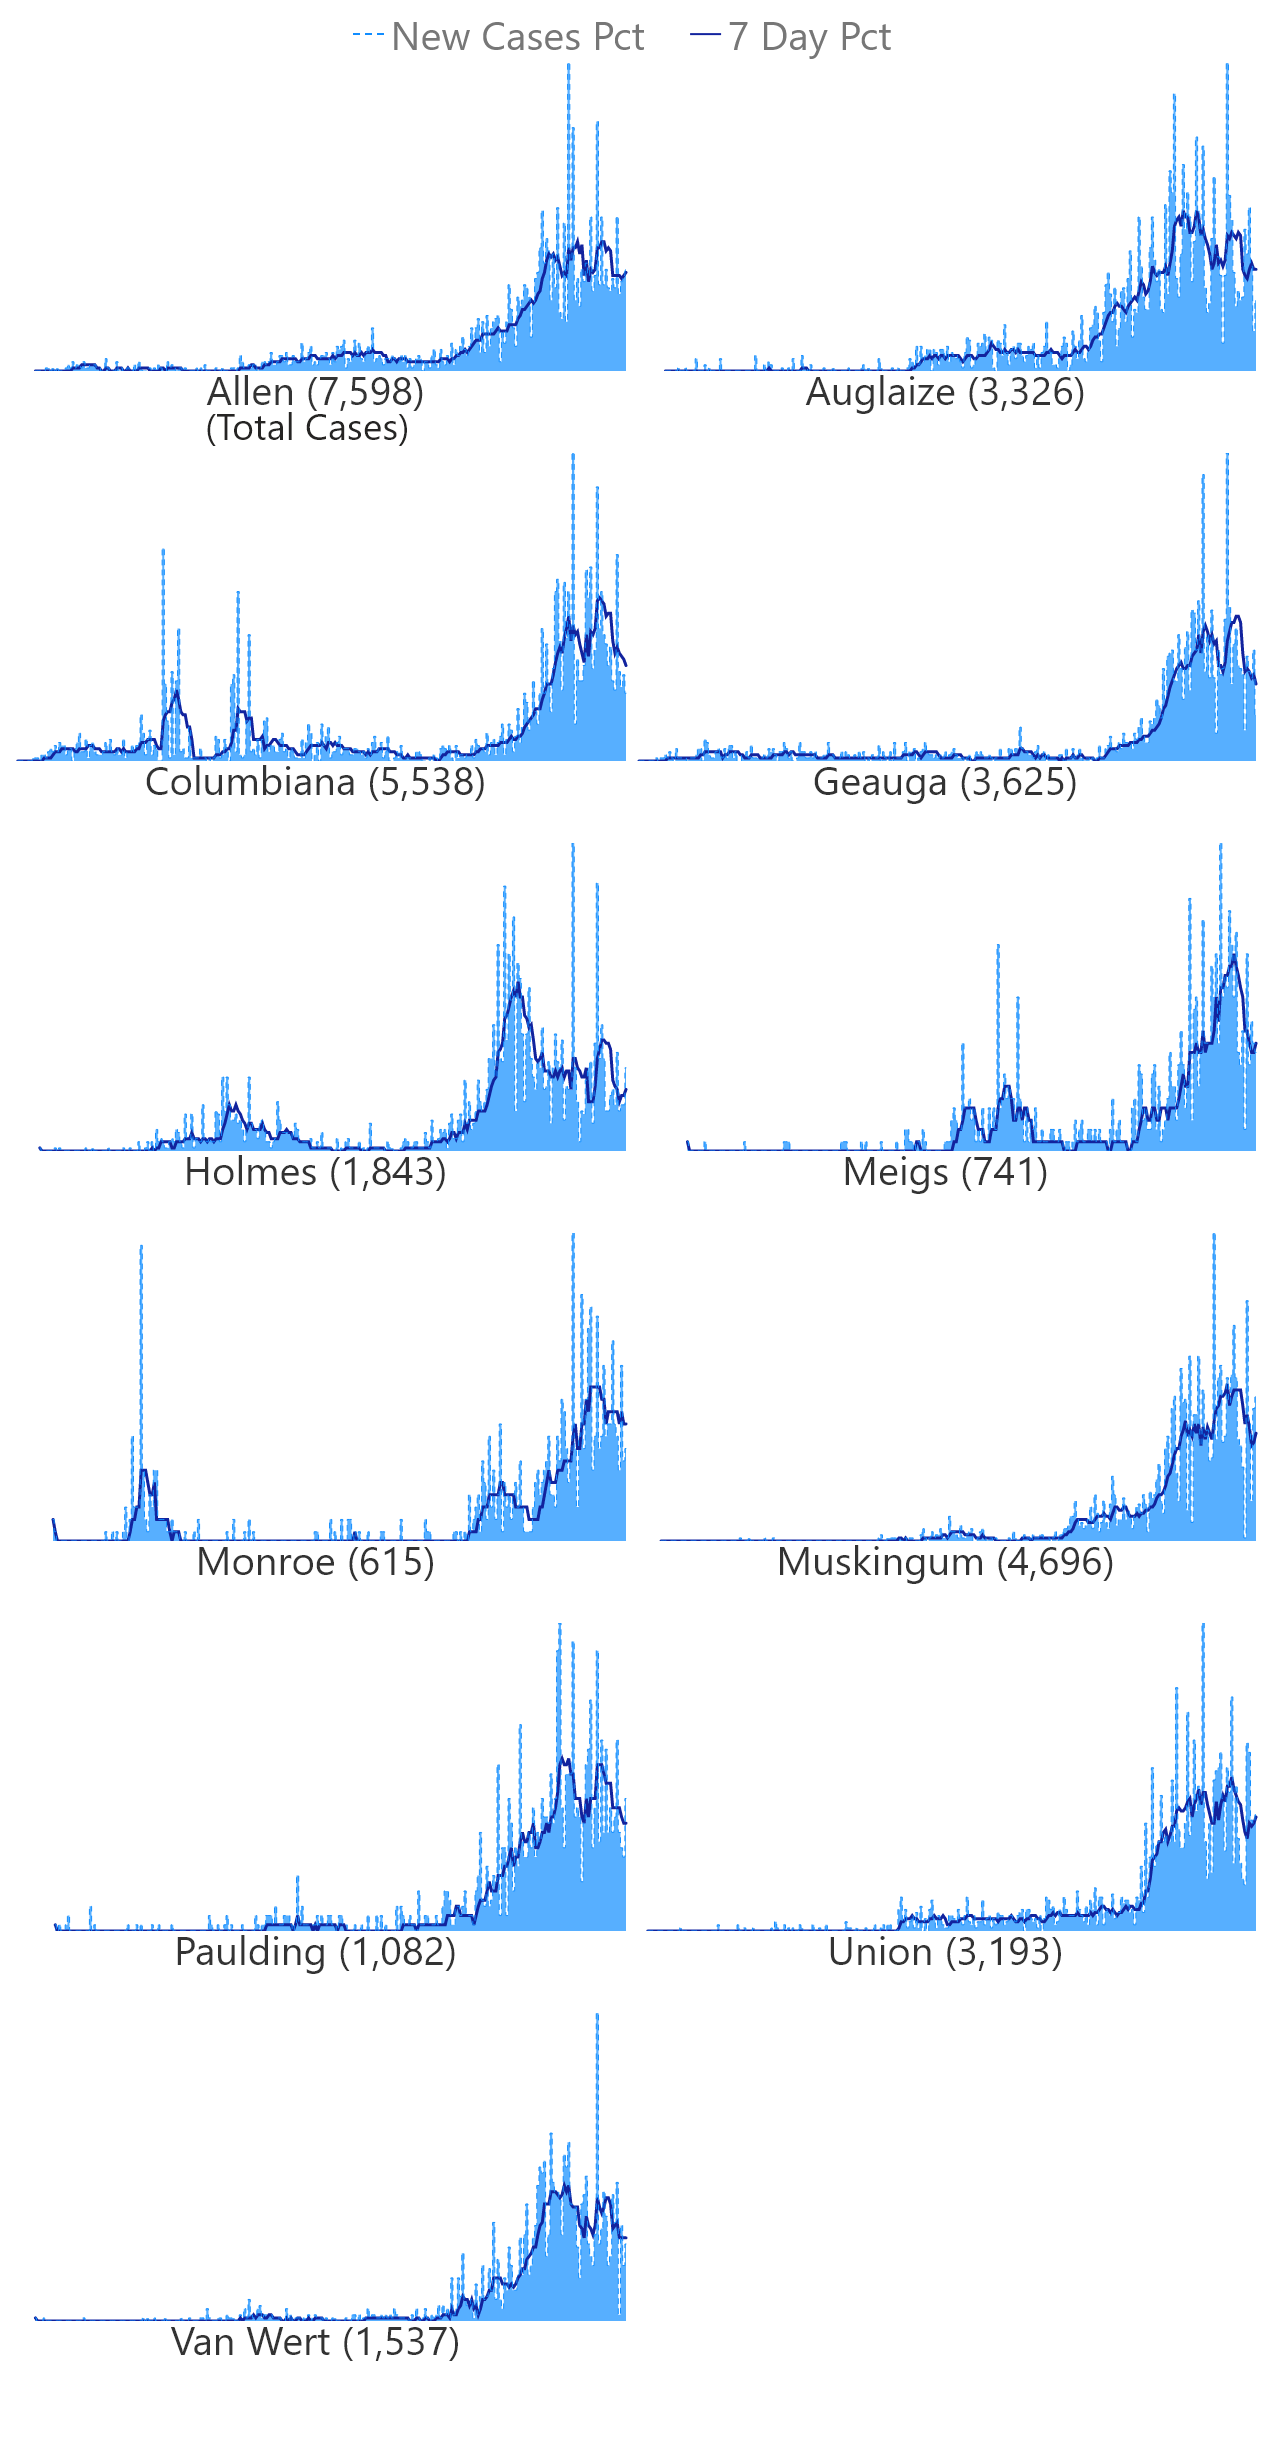 New Cases Pct 7 Day Pct
Allen (7,598)
(Total Cases)
Auglaize (3,326)
Columbiana (5,538)
Geauga (3,625)
Holmes (1,843)
Meigs (741)
Monroe (615)
Muskingum (4,696)
Paulding (1,082)
Union (3,193)
Van Wert (1,537)